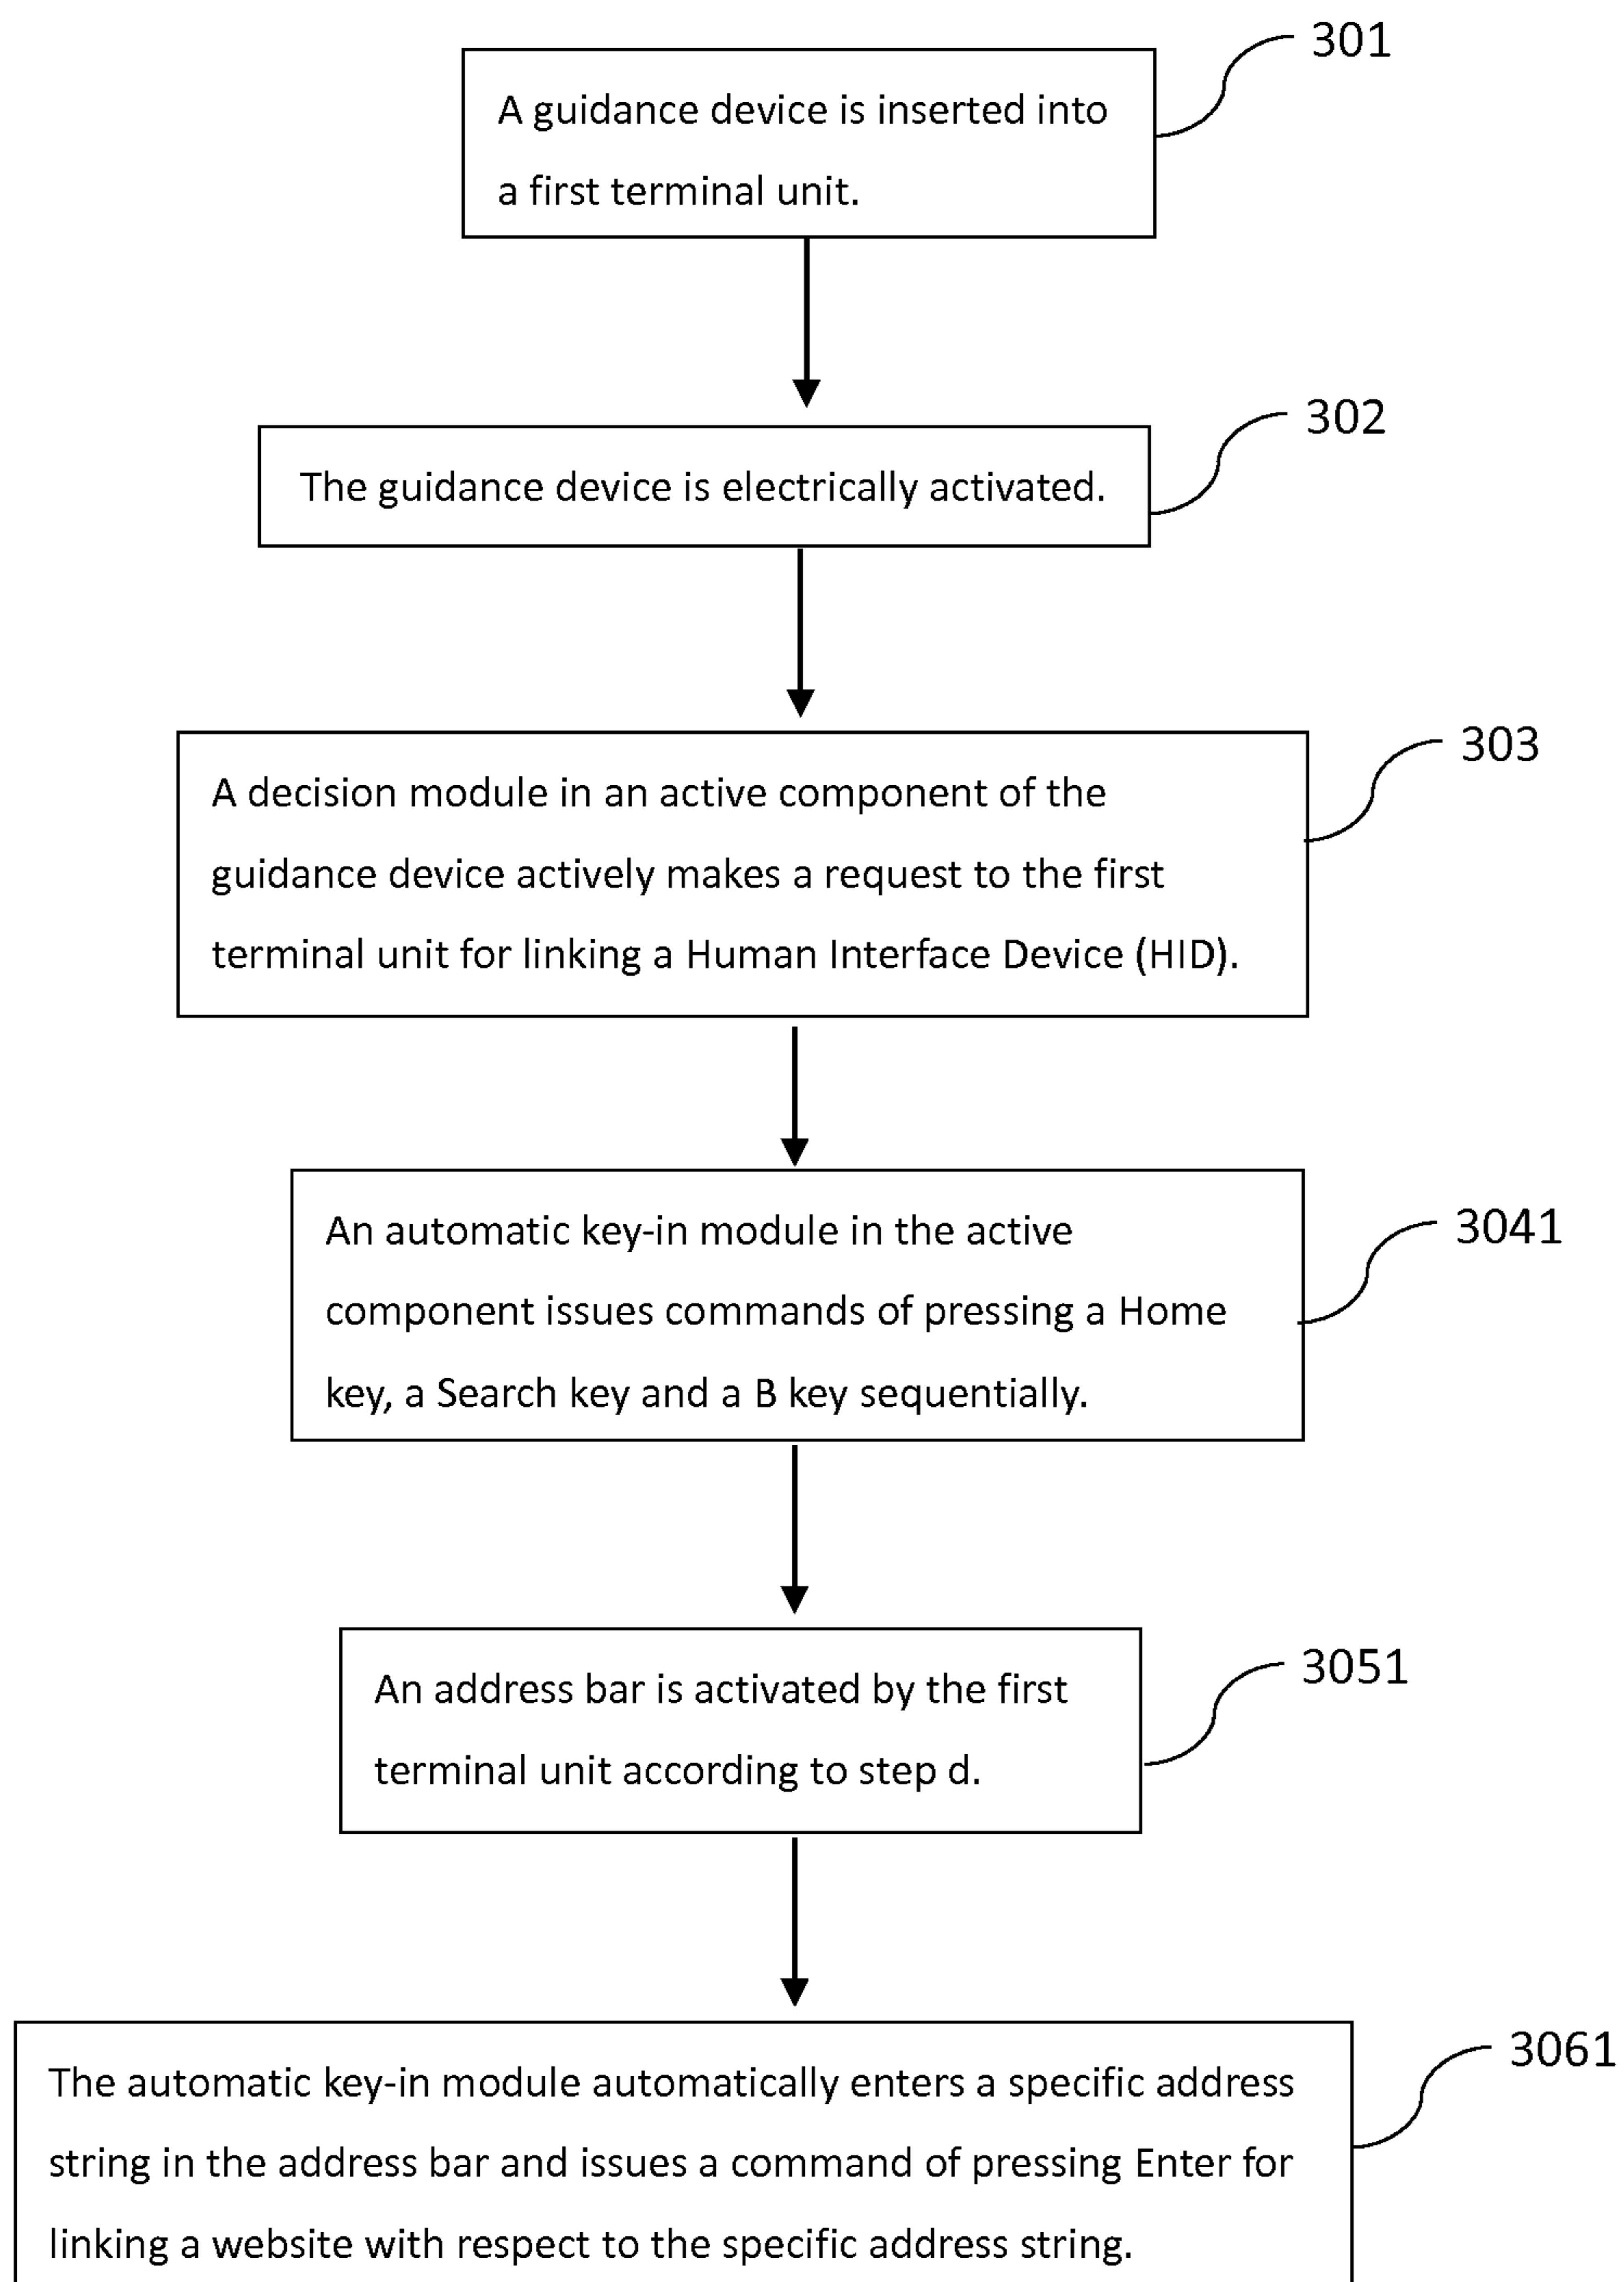 301
A guidance device is inserted into
a first terminal unit.
302
The guidance device is electrically activated.
303
A decision module in an active component of the
guidance device actively makes a request to the first
terminal unit for linking a Human Interface Device (HID).
3041
An automatic key-in module in the active
component issues commands of pressing a Home
key, a Search key and a B key sequentially.
3051
An address bar is activated by the first
terminal unit according to step d.
3061
The automatic key-in module automatically enters a specific address
string in the address bar and issues a command of pressing Enter for
linking a website with respect to the specific address string.